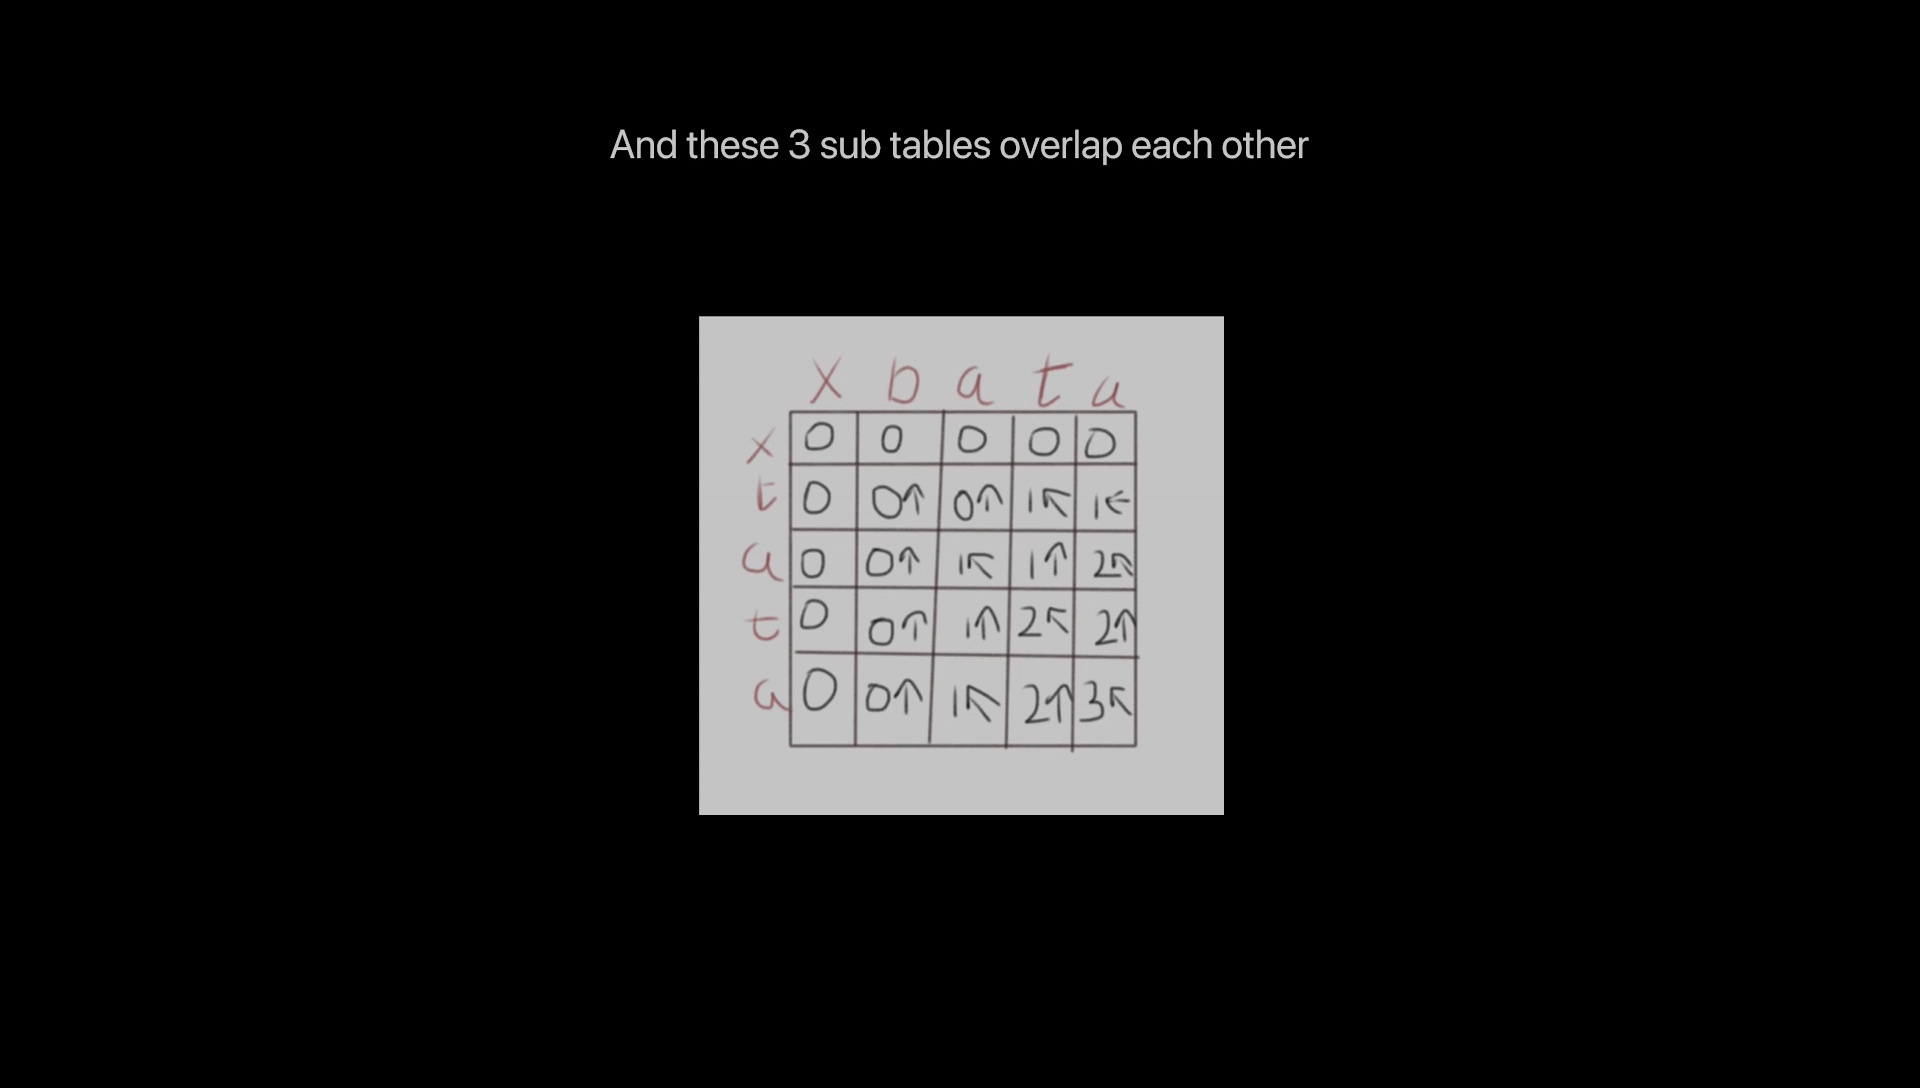 And these 3 sub tables overlap each other
X b a t a
x 0 0 0 0 0
t 0 0↑ 0↑ 1↖ 1←
a 0 0↑ 1↖ 1↑ 2↖
t 0 0↑ 1↑ 2↖ 2↑
a 0 0↑ 1↖ 2↑ 3↖